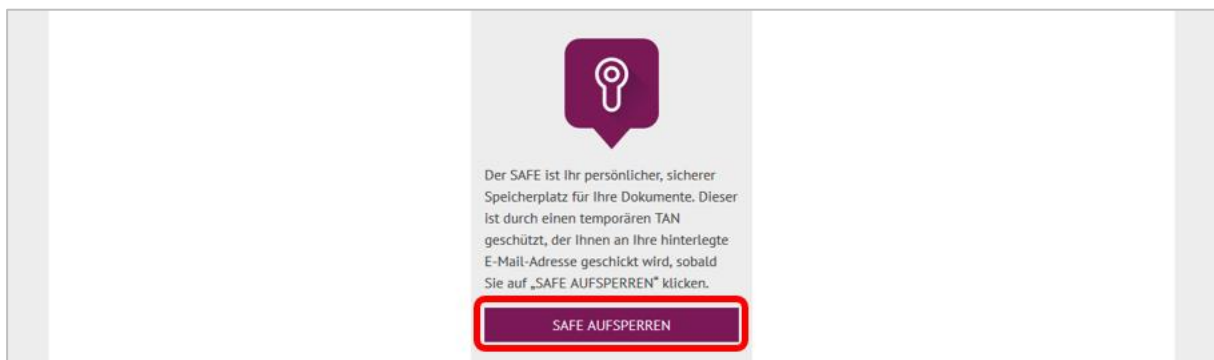 Der SAFE ist Ihr persönlicher, sicherer
Speicherplatz für Ihre Dokumente. Dieser
ist durch einen temporären TAN
geschützt, der Ihnen an Ihre hinterlegte
E-Mail-Adresse geschickt wird, sobald
Sie auf „SAFE AUFSPERREN“ klicken.
SAFE AUFSPERREN